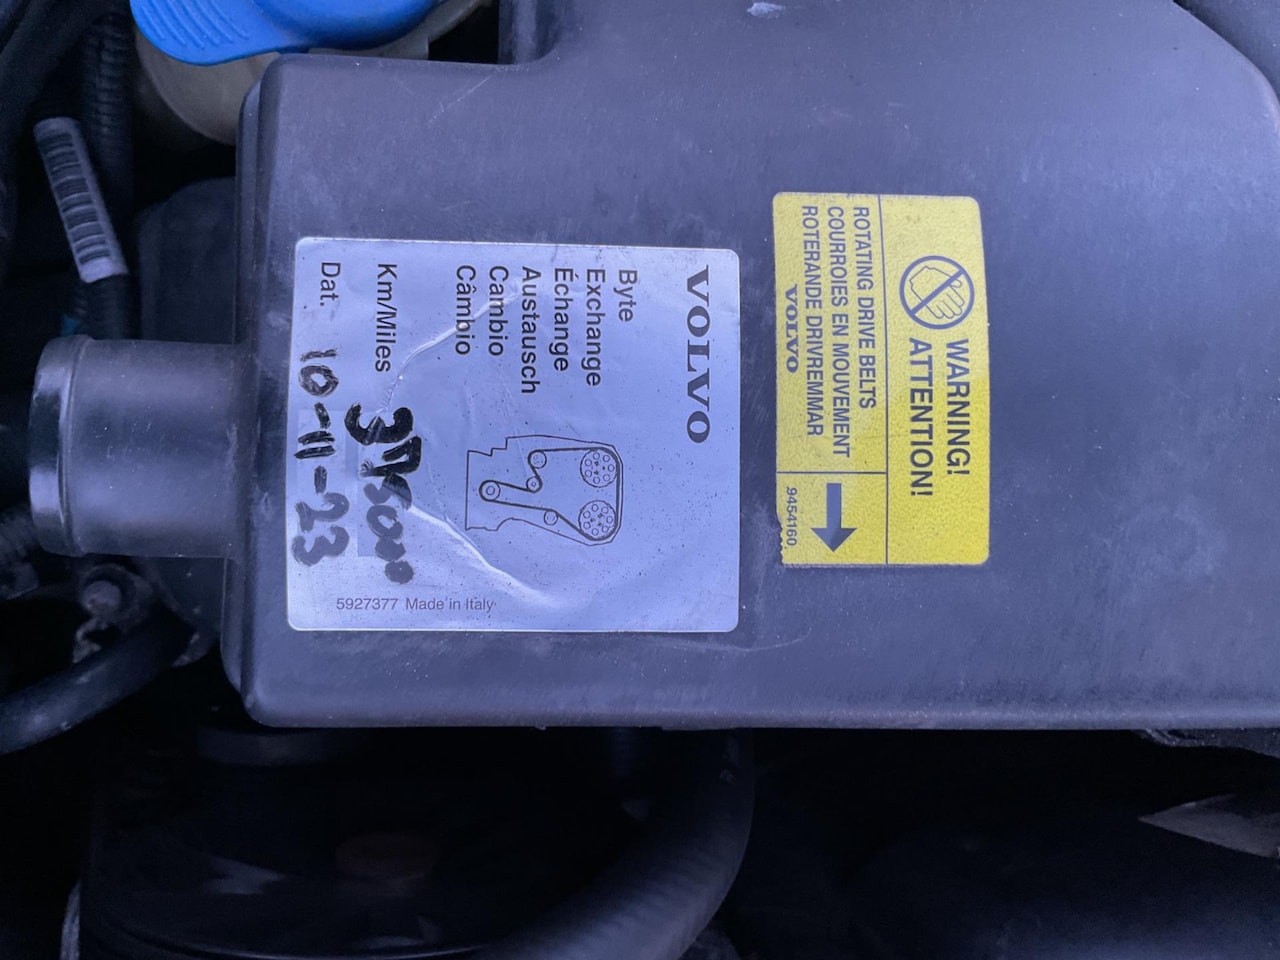 WARNING!
ATTENTION!
ROTATING DRIVE BELTS
COURROIES EN MOUVEMENT
ROTERANDE DRIVREMMAR
VOLVO
9454160
VOLVO
Byte
Exchange
Échange
Austausch
Cambio
Câmbio
Km/Miles 375000
Dat. 10-11-23
5927377 Made in Italy